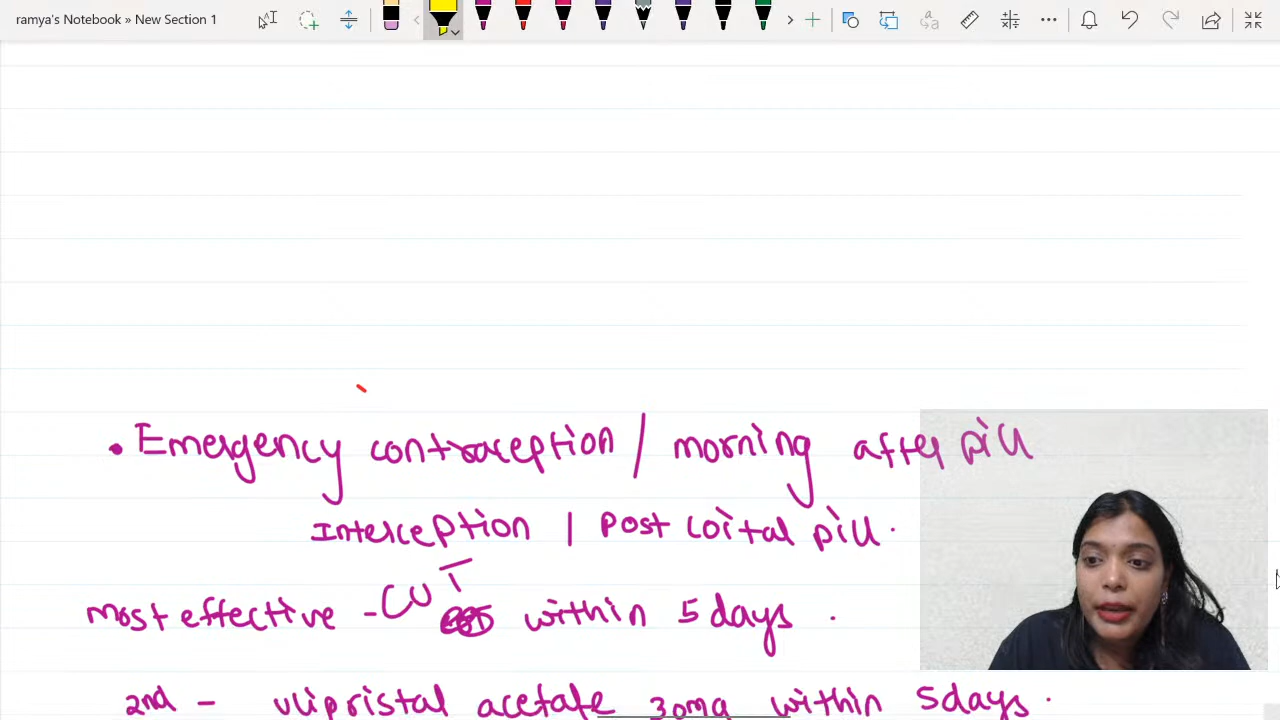 ramya's Notebook » New Section 1
• Emergency contraception / morning after pill
Interception | post coital pill.
most effective - CUT within 5 days.
2nd - ulipristal acetate 30mg within 5days.